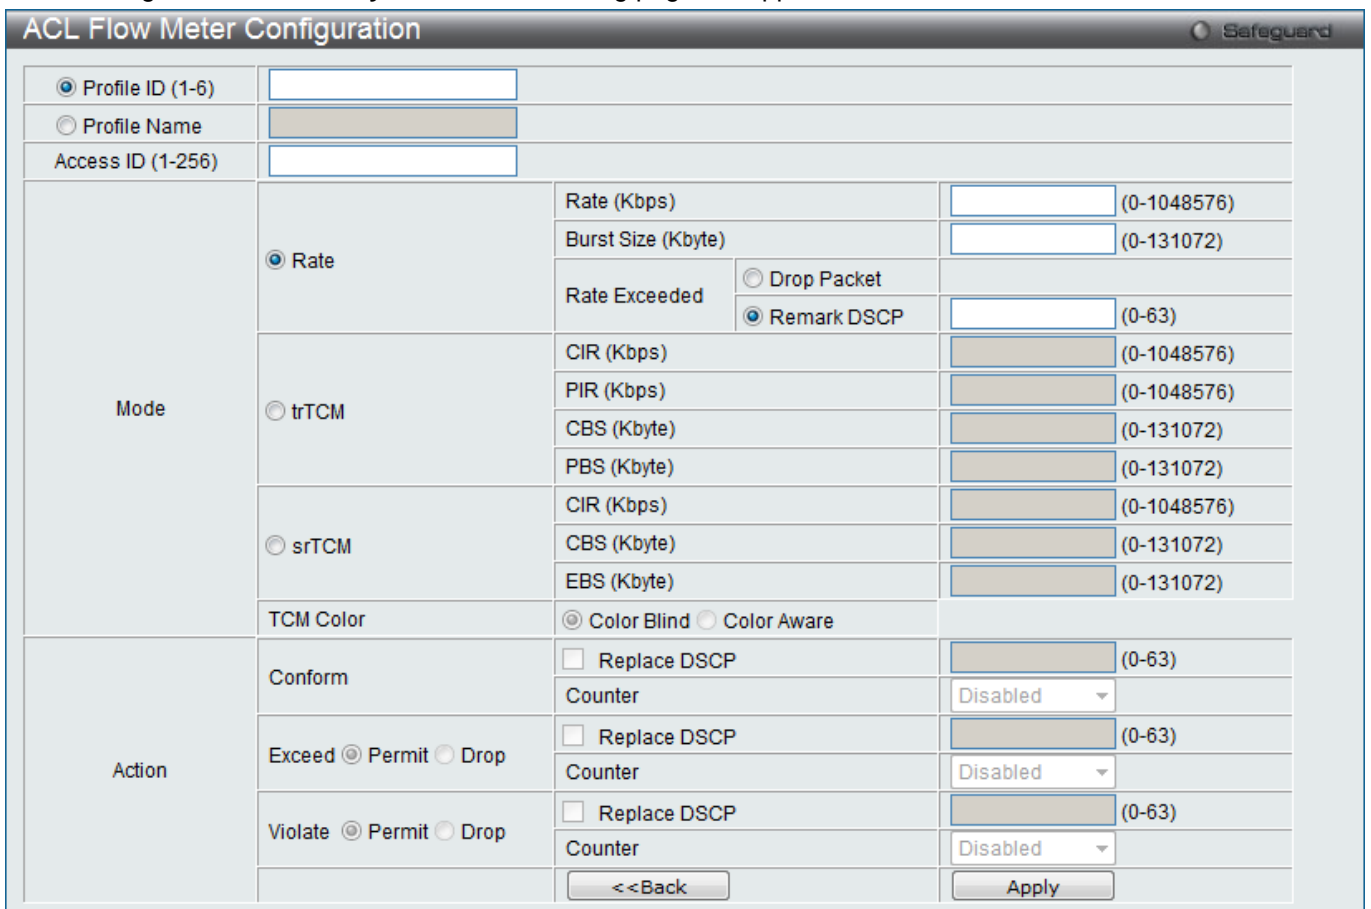 ACL Flow Meter Configuration Safeguard
Profile ID (1-6)
Profile Name
Access ID (1-256)
Mode
Rate
Rate (Kbps) (0-1048576)
Burst Size (Kbyte) (0-131072)
Rate Exceeded
Drop Packet
Remark DSCP (0-63)
trTCM
CIR (Kbps) (0-1048576)
PIR (Kbps) (0-1048576)
CBS (Kbyte) (0-131072)
PBS (Kbyte) (0-131072)
srTCM
CIR (Kbps) (0-1048576)
CBS (Kbyte) (0-131072)
EBS (Kbyte) (0-131072)
TCM Color Color Blind Color Aware
Action
Conform
Replace DSCP (0-63)
Counter Disabled
Exceed Permit Drop
Replace DSCP (0-63)
Counter Disabled
Violate Permit Drop
Replace DSCP (0-63)
Counter Disabled
<<Back Apply